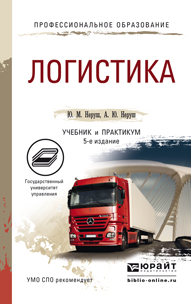 ПРОФЕССИОНАЛЬНОЕ ОБРАЗОВАНИЕ
ЛОГИСТИКА
Ю. М. Неруш, А. Ю. Неруш
УЧЕБНИК и ПРАКТИКУМ
5-е издание
Государственный
университет
управления
УМО СПО рекомендует
юрайт
ИЗДАТЕЛЬСТВО
biblio-online.ru